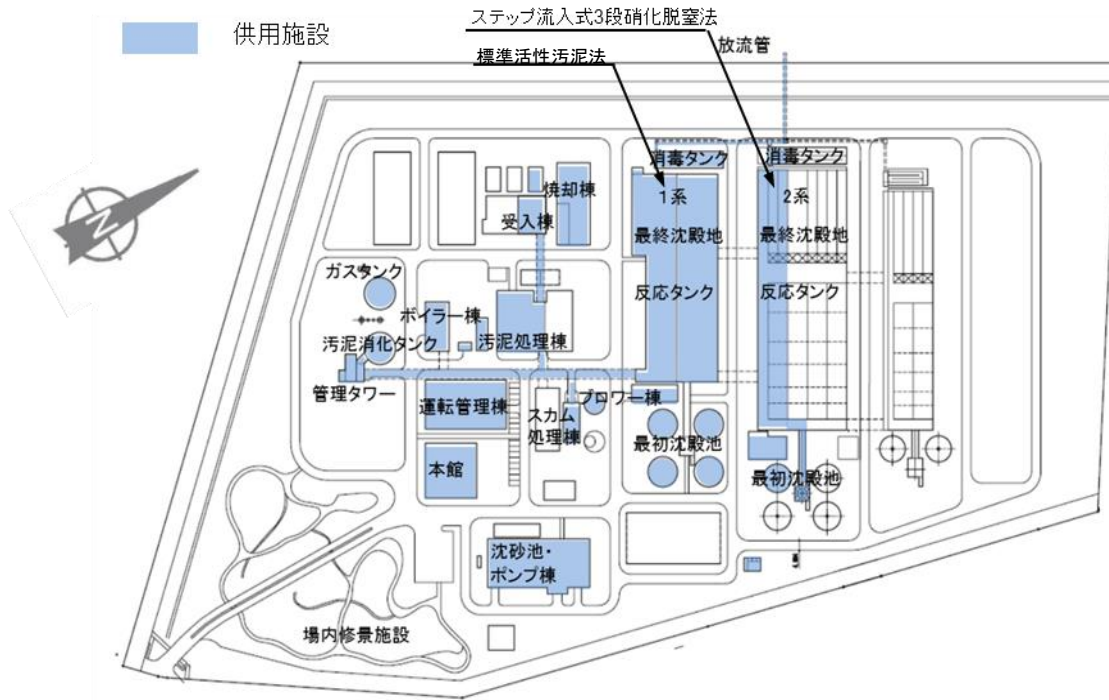 供用施設
ステップ流入式3段硝化脱窒法
標準活性汚泥法
放流管
消毒タンク
消毒タンク
焼却棟
受入棟
1系
2系
最終沈殿地
最終沈殿地
ガスタンク
反応タンク
反応タンク
ボイラー棟
汚泥消化タンク
汚泥処理棟
管理タワー
運転管理棟
ブロワー棟
スカム
処理棟
最初沈殿池
本館
最初沈殿池
沈砂池・
ポンプ棟
場内修景施設
N